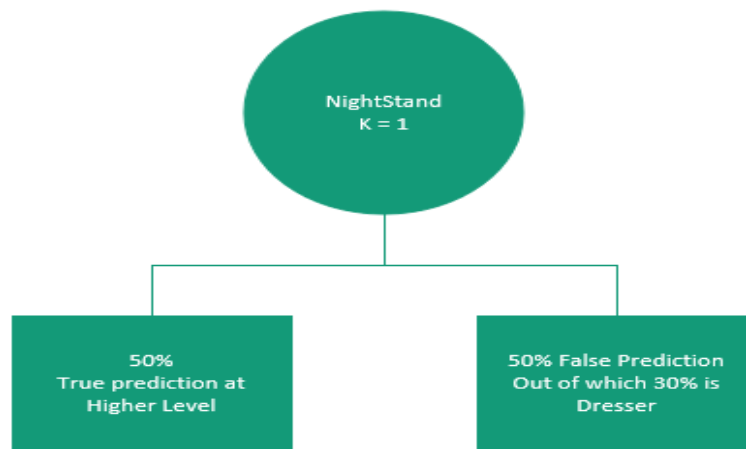 NightStand
K = 1
50%
True prediction at
Higher Level
50% False Prediction
Out of which 30% is
Dresser